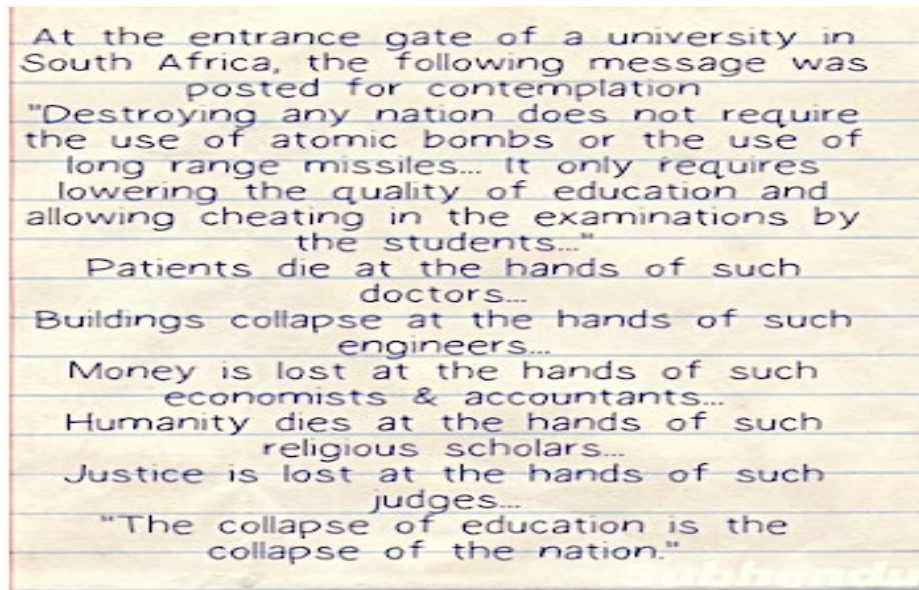 At the entrance gate of a university in
South Africa, the following message was
posted for contemplation
"Destroying any nation does not require
the use of atomic bombs or the use of
long range missiles... It only requires
lowering the quality of education and
allowing cheating in the examinations by
the students..."
Patients die at the hands of such
doctors...
Buildings collapse at the hands of such
engineers...
Money is lost at the hands of such
economists & accountants...
Humanity dies at the hands of such
religious scholars...
Justice is lost at the hands of such
judges...
"The collapse of education is the
collapse of the nation."
Subhendu